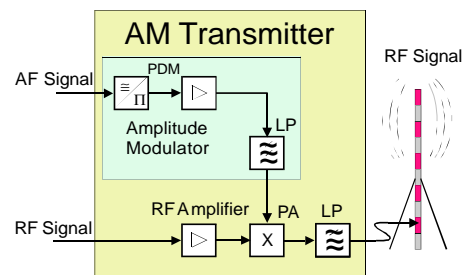 AM Transmitter
RF Signal
AF Signal
PDM
≅
Π
Amplitude
Modulator
LP
RF Signal
RF Amplifier
PA
LP
X